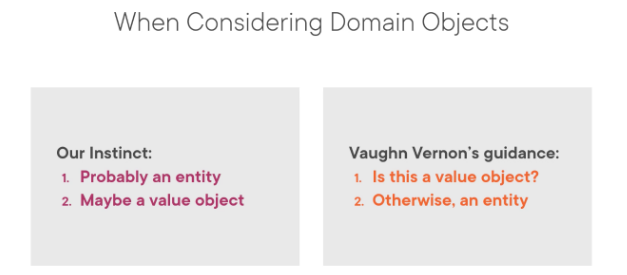 When Considering Domain Objects
Our Instinct:
1. Probably an entity
2. Maybe a value object
Vaughn Vernon's guidance:
1. Is this a value object?
2. Otherwise, an entity